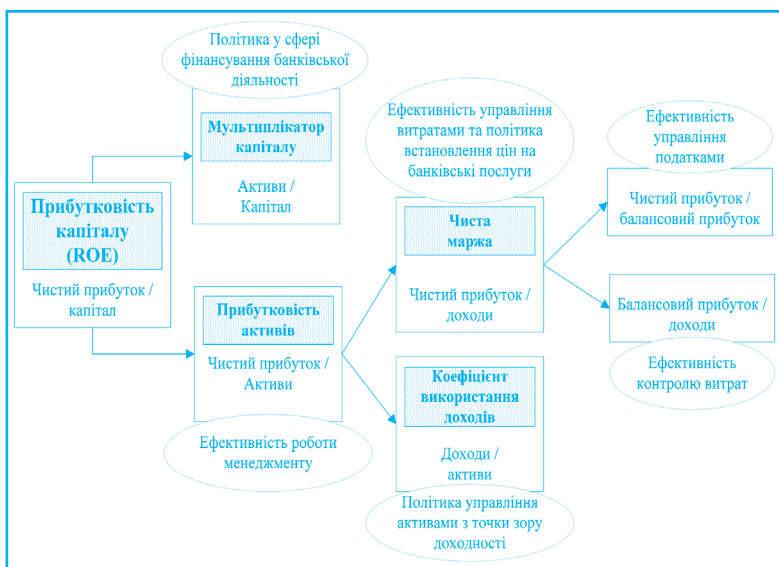 Політика у сфері
фінансування банківської
діяльності
Мультиплікатор
капіталу
Активи /
Капітал
Прибутковість
капіталу
(ROE)
Чистий прибуток /
капітал
Прибутковість
активів
Чистий прибуток /
Активи
Ефективність роботи
менеджменту
Ефективність управління
витратами та політика
встановлення цін на
банківські послуги
Чиста
маржа
Чистий прибуток /
доходи
Коефіцієнт
використання
доходів
Доходи /
активи
Політика управління
активами з точки зору
доходності
Ефективність
управління
податками
Чистий прибуток /
балансовий прибуток
Балансовий прибуток /
доходи
Ефективність
контролю витрат